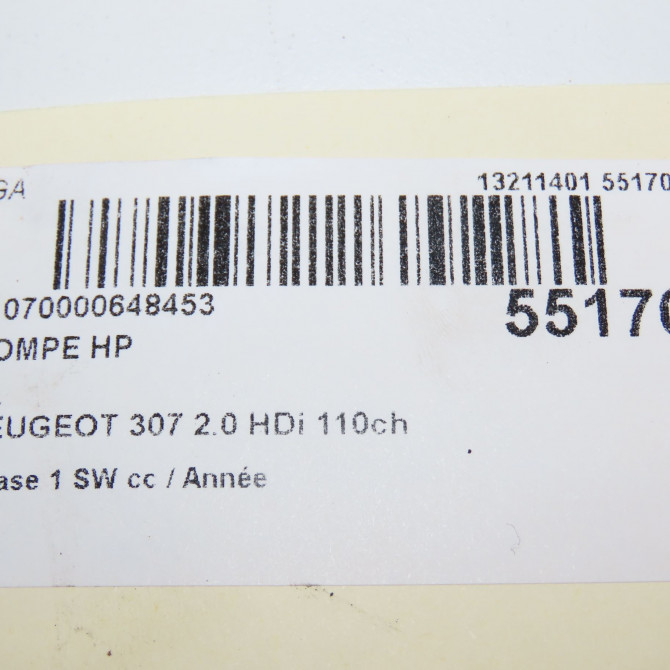 GA 13211401 55170
070000648453 55170
OMPE HP
EUGEOT 307 2.0 HDi 110ch
ase 1 SW cc / Année